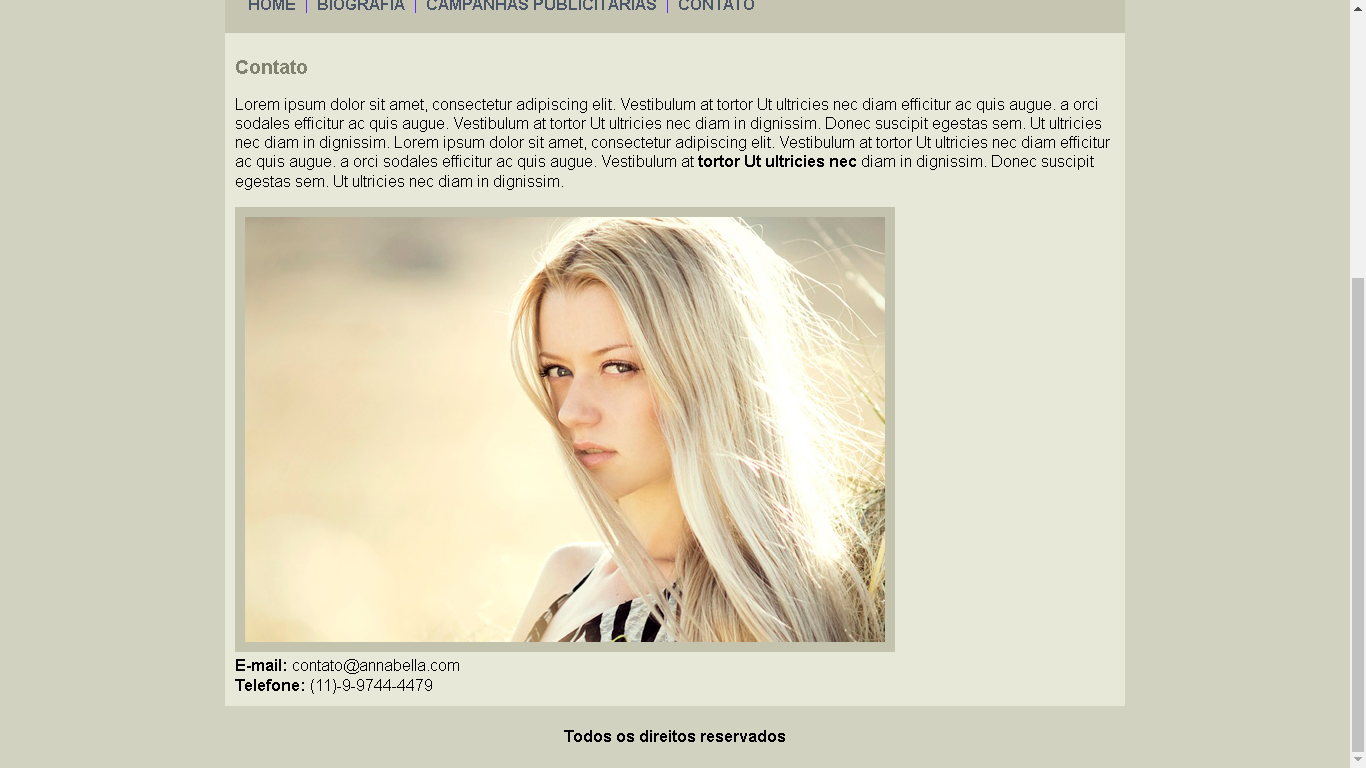 HOME | BIOGRAFIA | CAMPANHAS PUBLICITARIAS | CONTATO
Contato
Lorem ipsum dolor sit amet, consectetur adipiscing elit. Vestibulum at tortor Ut ultricies nec diam efficitur ac quis augue. a orci
sodales efficitur ac quis augue. Vestibulum at tortor Ut ultricies nec diam in dignissim. Donec suscipit egestas sem. Ut ultricies
nec diam in dignissim. Lorem ipsum dolor sit amet, consectetur adipiscing elit. Vestibulum at tortor Ut ultricies nec diam efficitur
ac quis augue. a orci sodales efficitur ac quis augue. Vestibulum at tortor Ut ultricies nec diam in dignissim. Donec suscipit
egestas sem. Ut ultricies nec diam in dignissim.
E-mail: contato@annabella.com
Telefone: (11)-9-9744-4479
Todos os direitos reservados